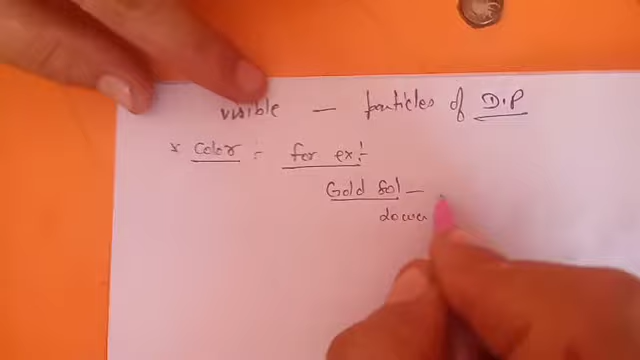 visible — particles of D.P
* Color :- for ex:-
Gold Sol —